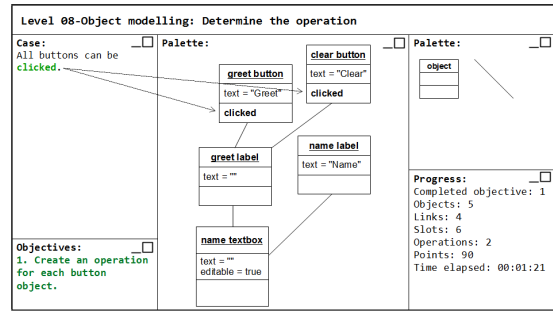 Level 08-Object modelling: Determine the operation
Case:
All buttons can be
clicked.
Objectives:
1. Create an operation
for each button
object.
Palette:
clear button
text = "Clear"
clicked
greet button
text = "Greet"
clicked
greet label
text = ""
name label
text = "Name"
name textbox
text = ""
editable = true
Palette:
object
Progress:
Completed objective: 1
Objects: 5
Links: 4
Slots: 6
Operations: 2
Points: 90
Time elapsed: 00:01:21